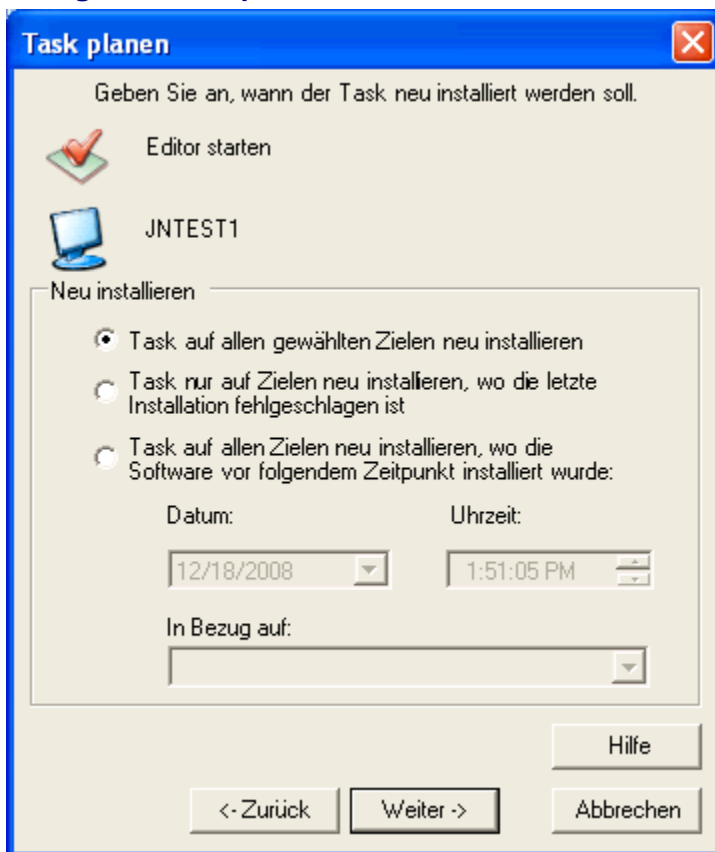 Task planen
Geben Sie an, wann der Task neu installiert werden soll.
Editor starten
JNTEST1
Neu installieren
Task auf allen gewählten Zielen neu installieren
Task nur auf Zielen neu installieren, wo die letzte
Installation fehlgeschlagen ist
Task auf allen Zielen neu installieren, wo die
Software vor folgendem Zeitpunkt installiert wurde:
Datum: Uhrzeit:
12/18/2008 1:51:05 PM
In Bezug auf:
Hilfe
<- Zurück Weiter -> Abbrechen